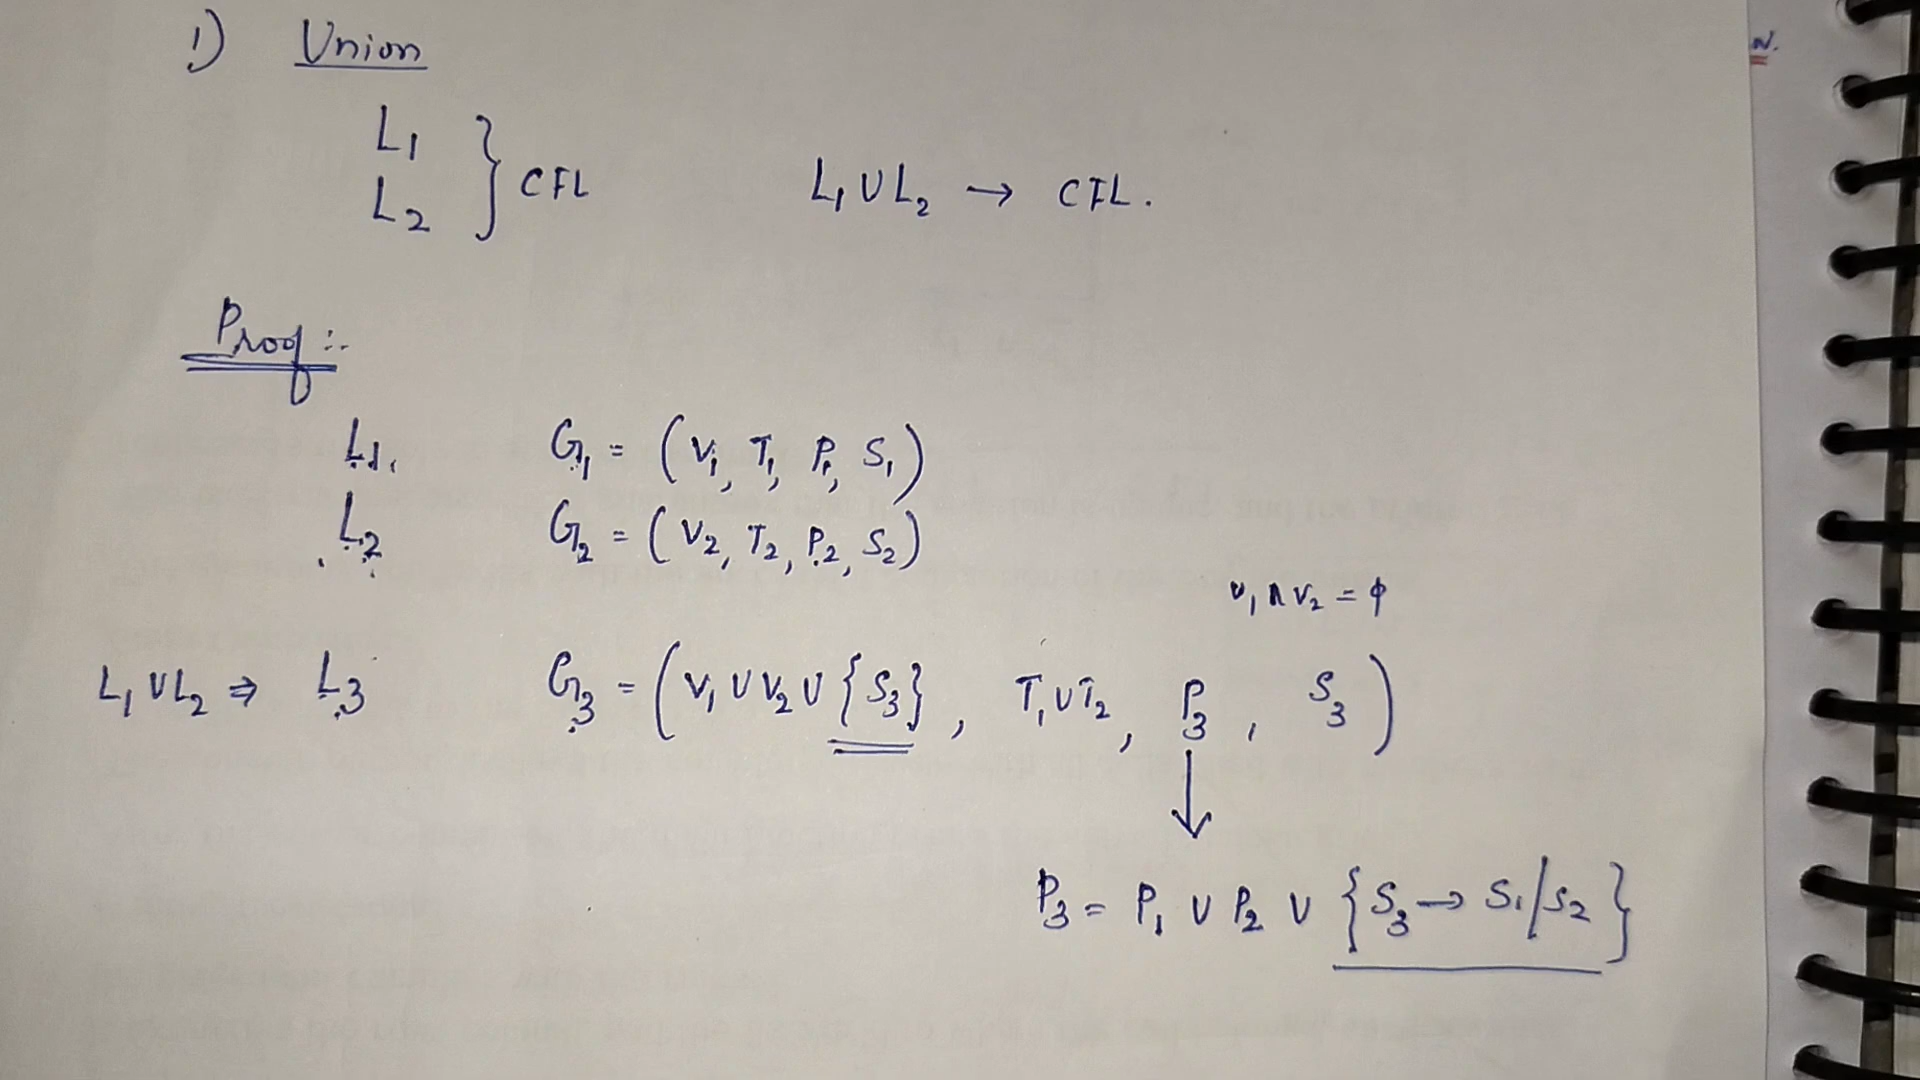 1) Union
N.
L1
L2 } CFL L1 ∪ L2 → CFL.
Proof :-
L1. G1 = (V1, T1, P1, S1)
L2 G2 = (V2, T2, P2, S2)
V1 ∩ V2 = ϕ
L1 ∪ L2 ⇒ L3 G3 = (V1 ∪ V2 ∪ {S3}, T1 ∪ T2, P3, S3)
↓
P3 = P1 ∪ P2 ∪ {S3 → S1/S2}